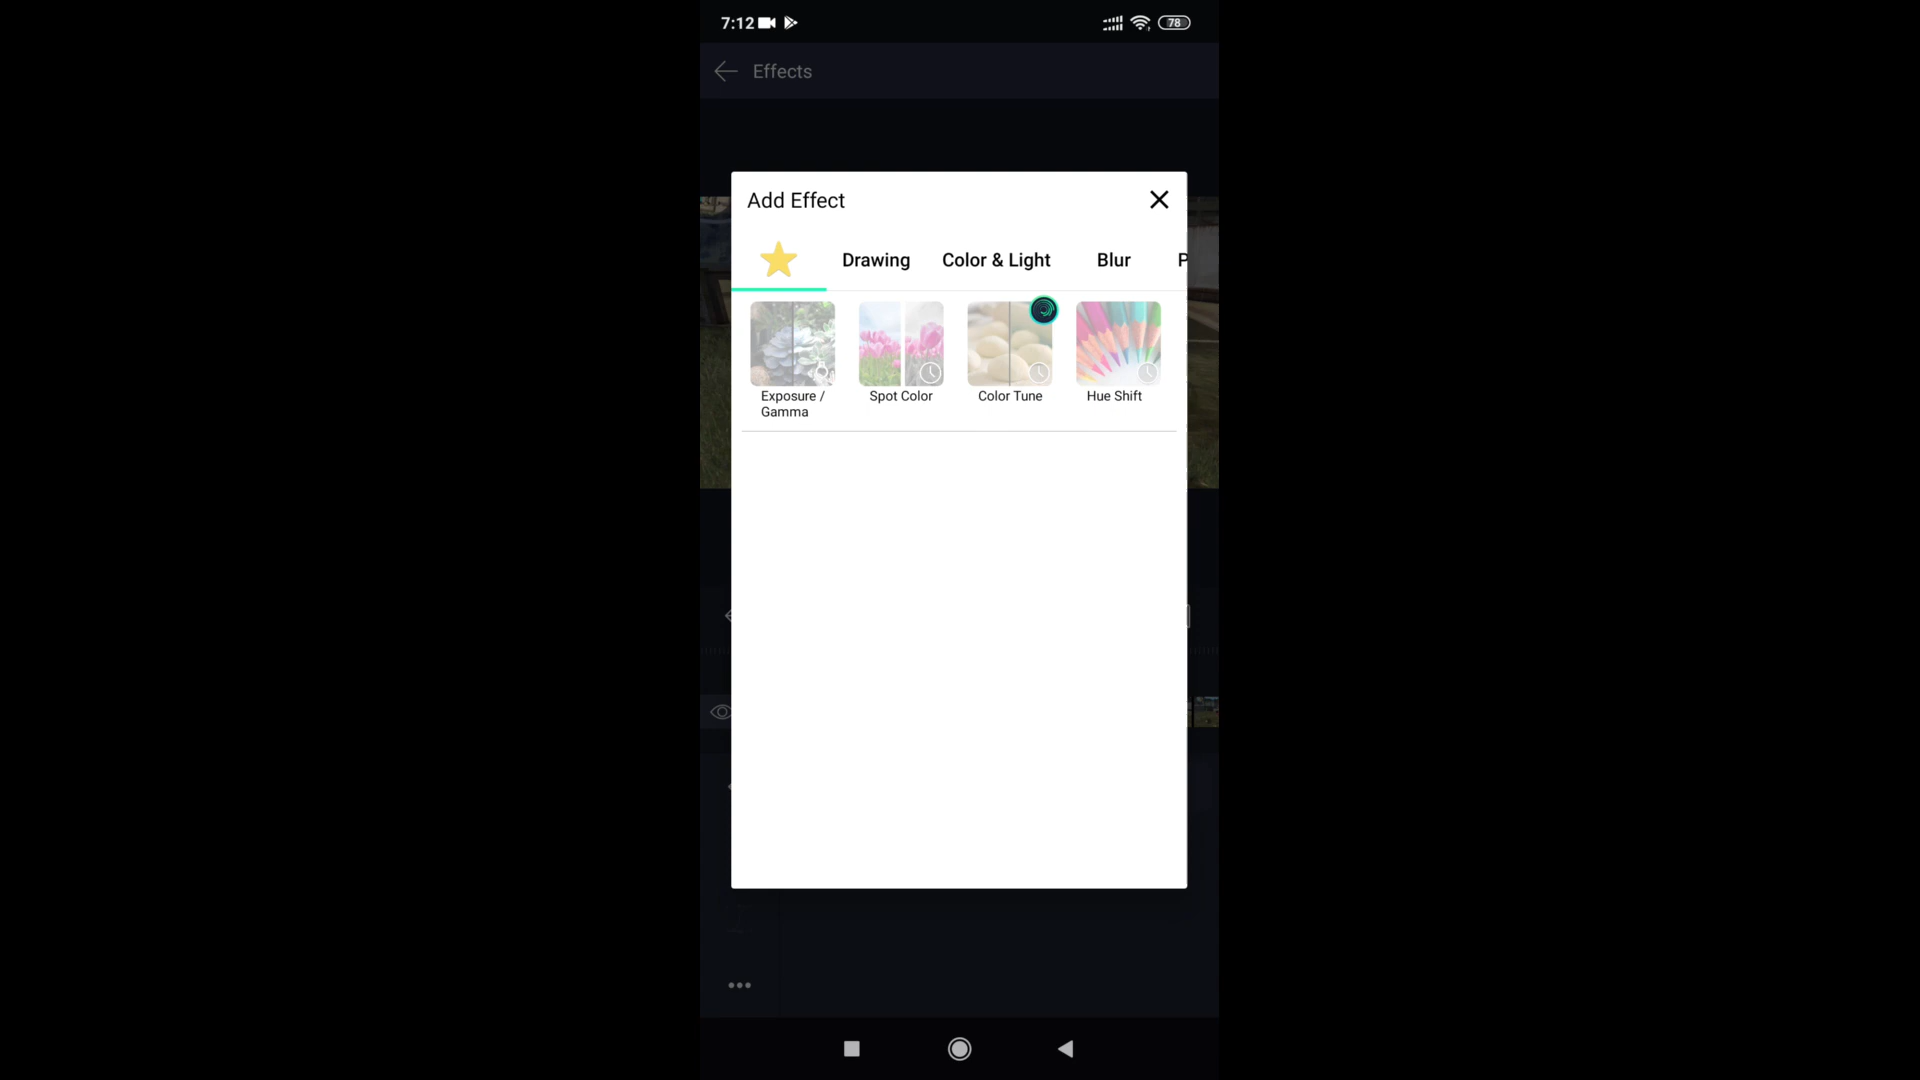 7:12
78
Effects
Add Effect
Drawing Color & Light Blur P
Exposure / Gamma
Spot Color
Color Tune
Hue Shift